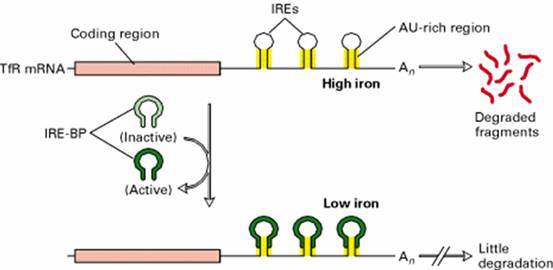 IREs
Coding region
AU-rich region
TfR mRNA
An
High iron
Degraded
fragments
IRE-BP
(Inactive)
(Active)
Low iron
An
Little
degradation